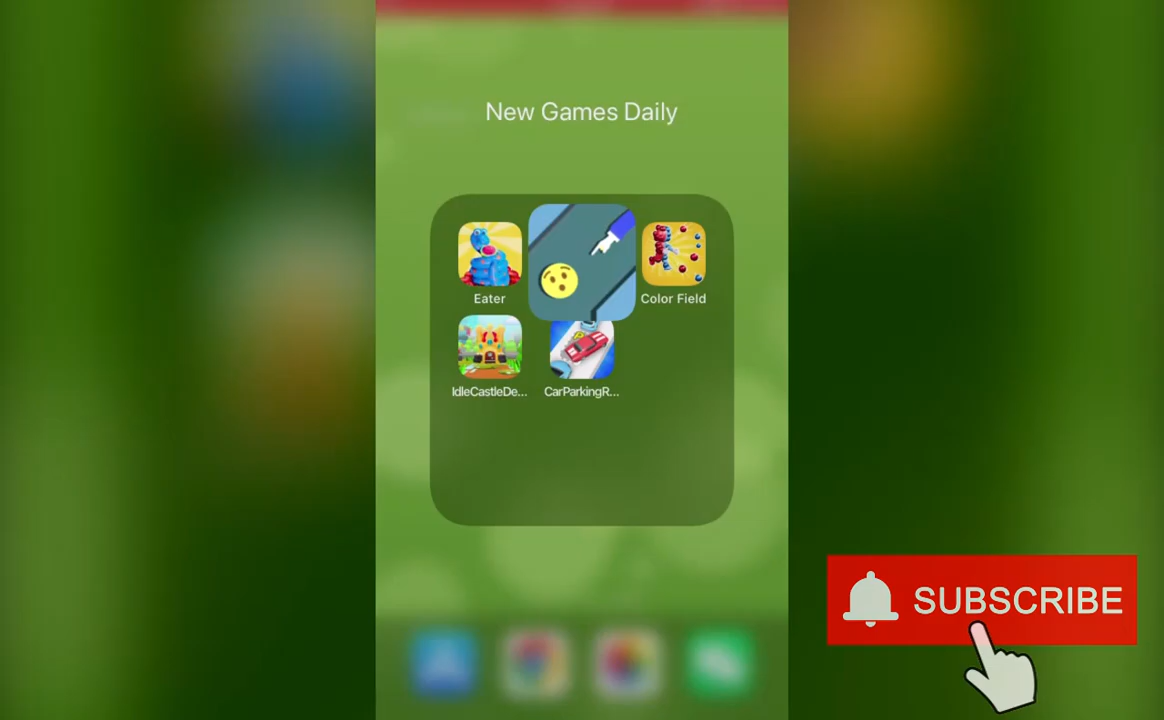 New Games Daily
Eater
Color Field
IdleCastleDe...
CarParkingR...
SUBSCRIBE